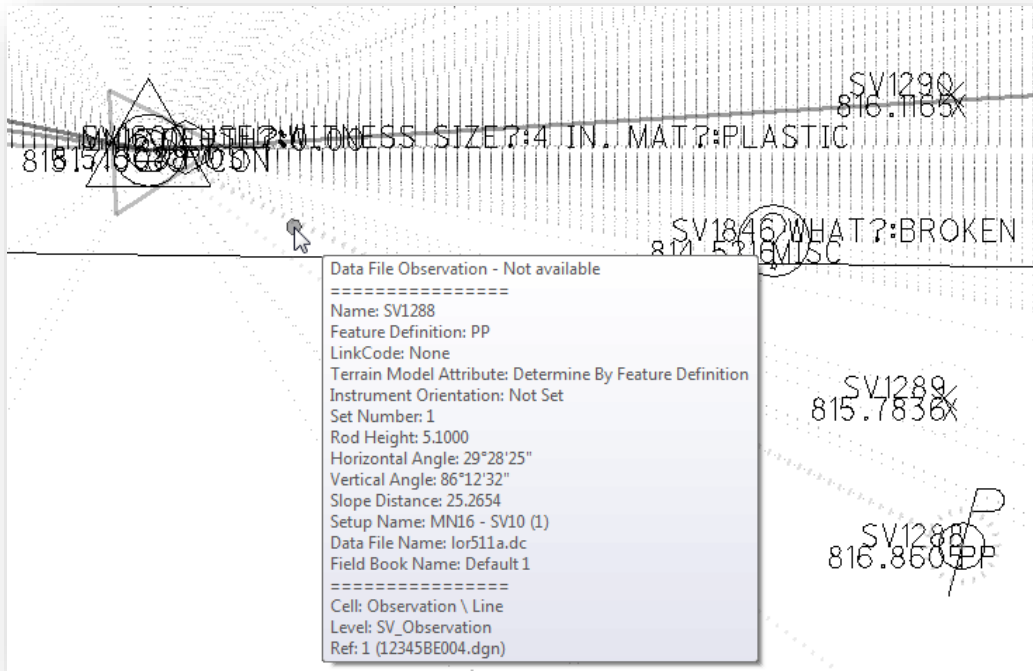 SV1290
816.1165X
WITNESS SIZE?:4 IN. MAT?:PLASTIC
SV1846 WHAT?:BROKEN
MISC
Data File Observation - Not available
================
Name: SV1288
Feature Definition: PP
LinkCode: None
Terrain Model Attribute: Determine By Feature Definition
Instrument Orientation: Not Set
Set Number: 1
Rod Height: 5.1000
Horizontal Angle: 29°28'25"
Vertical Angle: 86°12'32"
Slope Distance: 25.2654
Setup Name: MN16 - SV10 (1)
Data File Name: lor511a.dc
Field Book Name: Default 1
================
Cell: Observation \ Line
Level: SV_Observation
Ref: 1 (12345BE004.dgn)
SV1289
815.7836X
P
SV1288
816.8605 PP